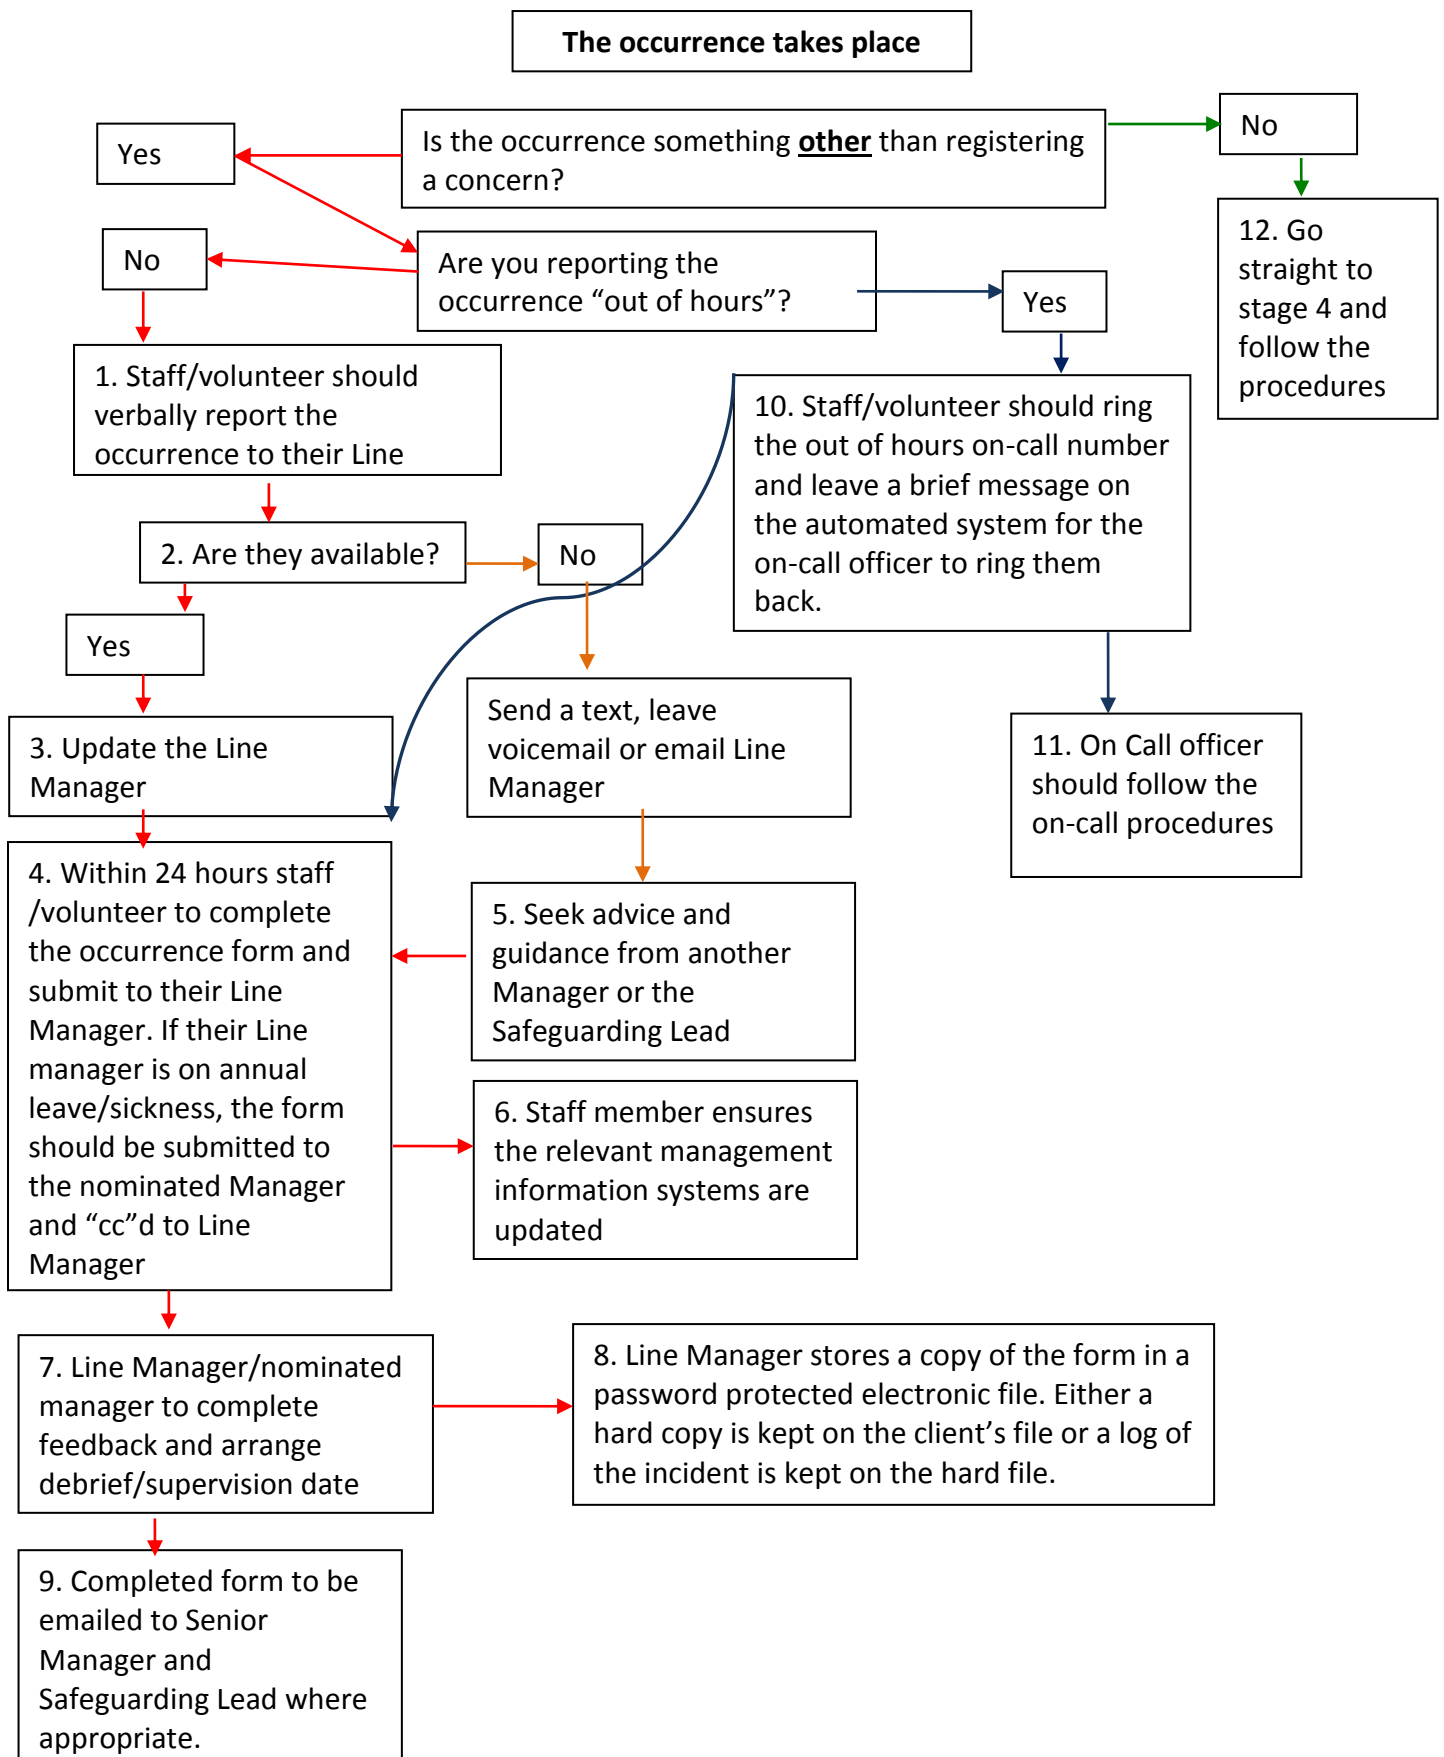 The occurrence takes place
Is the occurrence something other than registering
a concern?
Yes
No
Are you reporting the
occurrence “out of hours”?
No
Yes
12. Go
straight to
stage 4 and
follow the
procedures
1. Staff/volunteer should
verbally report the
occurrence to their Line
10. Staff/volunteer should ring
the out of hours on-call number
and leave a brief message on
the automated system for the
on-call officer to ring them
back.
2. Are they available?
No
Yes
3. Update the Line
Manager
Send a text, leave
voicemail or email Line
Manager
11. On Call officer
should follow the
on-call procedures
4. Within 24 hours staff
/volunteer to complete
the occurrence form and
submit to their Line
Manager. If their Line
manager is on annual
leave/sickness, the form
should be submitted to
the nominated Manager
and “cc”d to Line
Manager
5. Seek advice and
guidance from another
Manager or the
Safeguarding Lead
6. Staff member ensures
the relevant management
information systems are
updated
7. Line Manager/nominated
manager to complete
feedback and arrange
debrief/supervision date
8. Line Manager stores a copy of the form in a
password protected electronic file. Either a
hard copy is kept on the client’s file or a log of
the incident is kept on the hard file.
9. Completed form to be
emailed to Senior
Manager and
Safeguarding Lead where
appropriate.